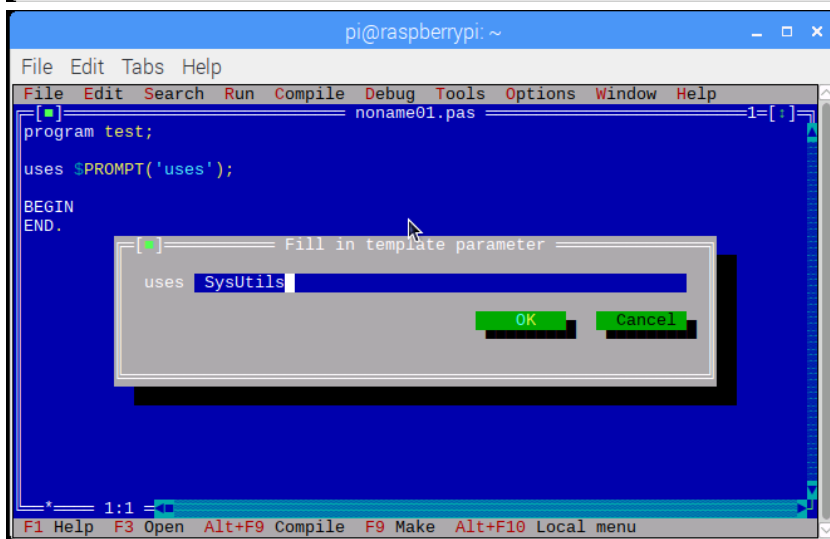 pi@raspberrypi: ~
File Edit Tabs Help
File Edit Search Run Compile Debug Tools Options Window Help
noname01.pas 1
program test;
uses $PROMPT('uses');
BEGIN
END.
Fill in template parameter
uses SysUtils
OK Cancel
* 1:1
F1 Help F3 Open Alt+F9 Compile F9 Make Alt+F10 Local menu